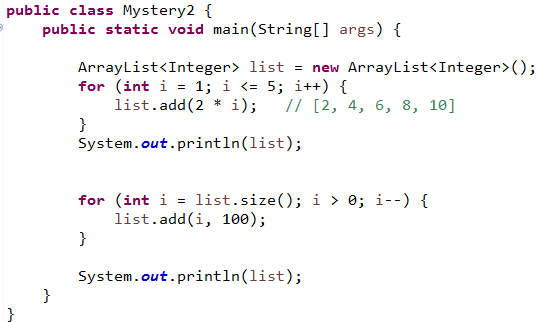 public class Mystery2 {
    public static void main(String[] args) {

        ArrayList<Integer> list = new ArrayList<Integer>();
        for (int i = 1; i <= 5; i++) {
            list.add(2 * i);   // [2, 4, 6, 8, 10]
        }
        System.out.println(list);


        for (int i = list.size(); i > 0; i--) {
            list.add(i, 100);
        }

        System.out.println(list);
    }
}